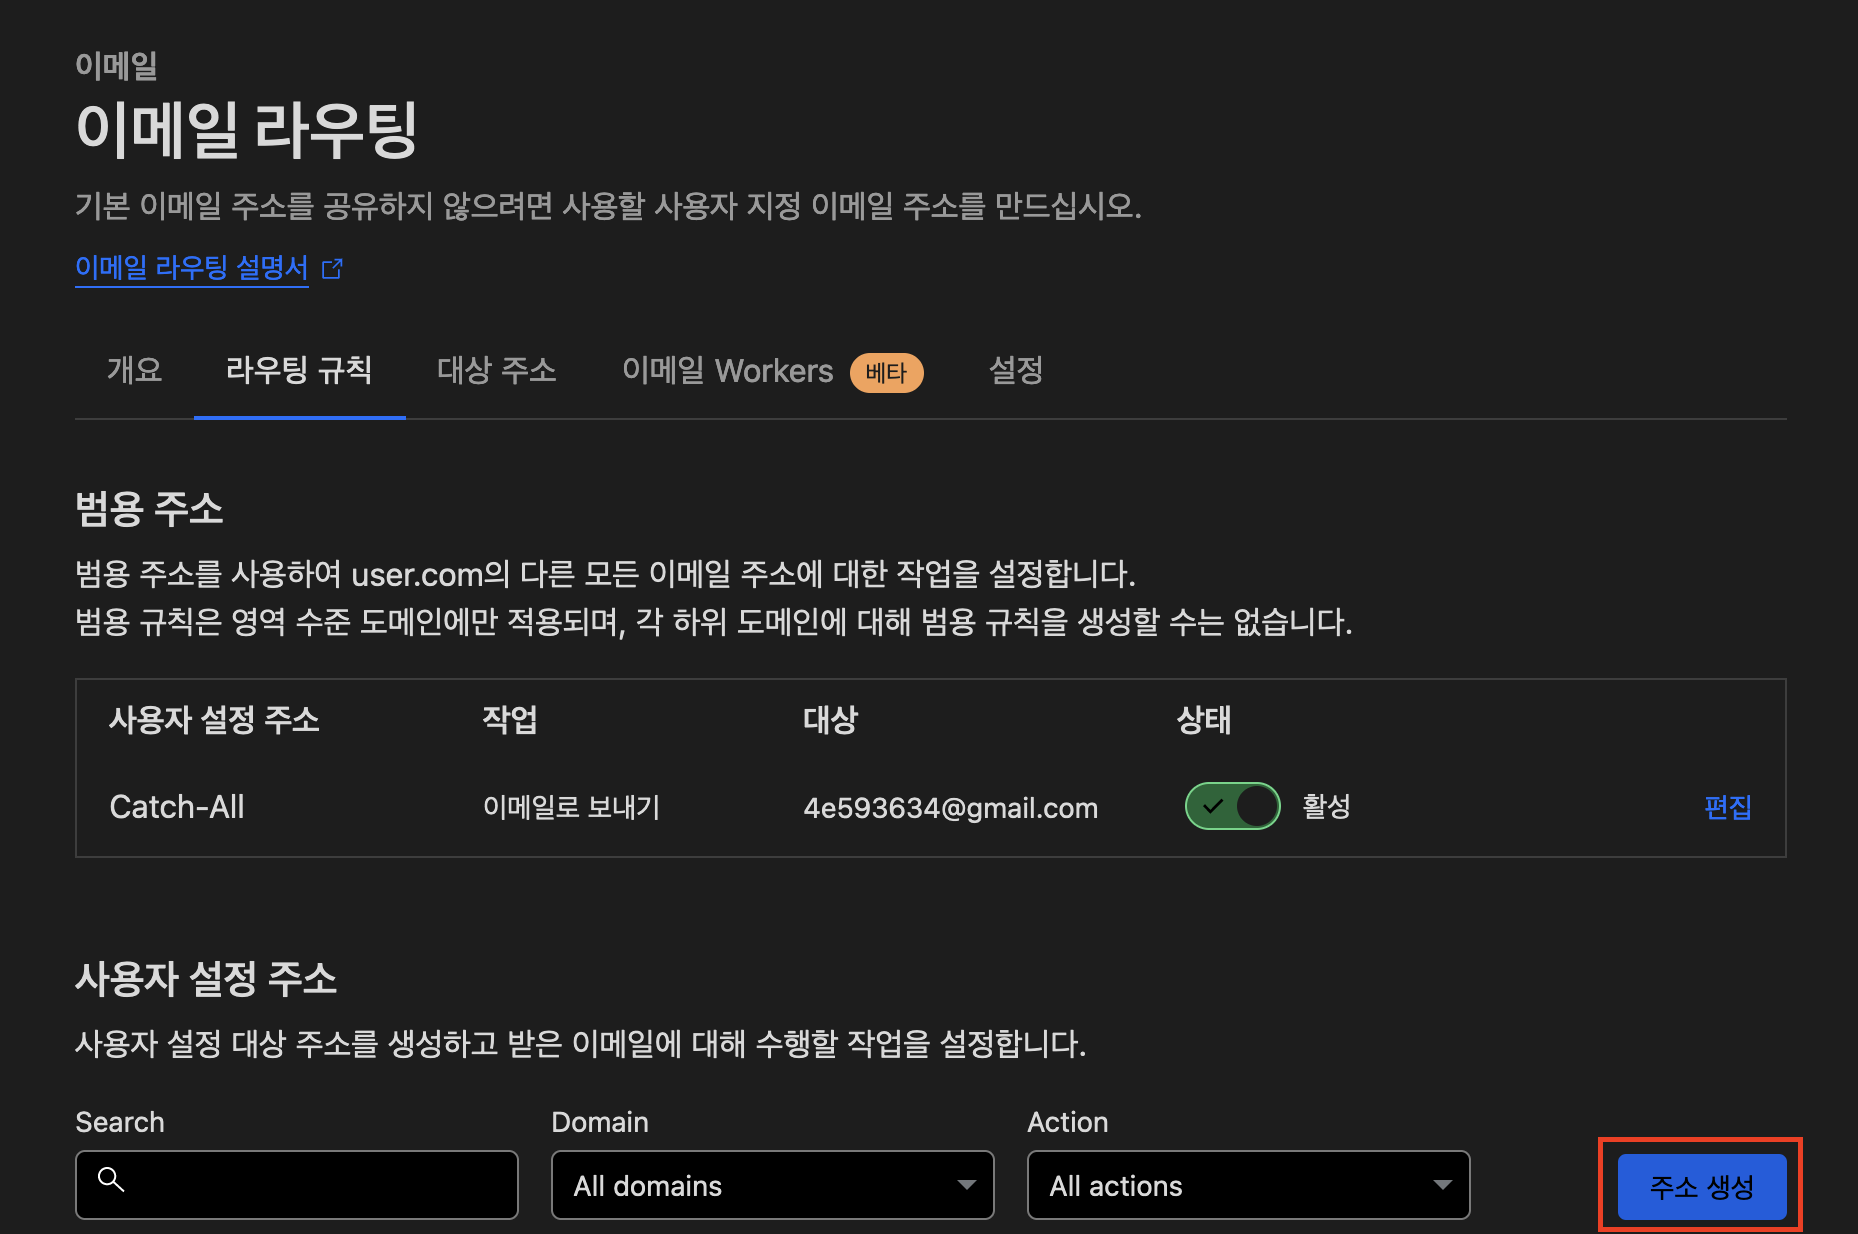 이메일
이메일 라우팅
기본 이메일 주소를 공유하지 않으려면 사용할 사용자 지정 이메일 주소를 만드십시오.
이메일 라우팅 설명서
개요 라우팅 규칙 대상 주소 이메일 Workers 베타 설정
범용 주소
범용 주소를 사용하여 user.com의 다른 모든 이메일 주소에 대한 작업을 설정합니다.
범용 규칙은 영역 수준 도메인에만 적용되며, 각 하위 도메인에 대해 범용 규칙을 생성할 수는 없습니다.
사용자 설정 주소 작업 대상 상태
Catch-All 이메일로 보내기 4e593634@gmail.com 활성 편집
사용자 설정 주소
사용자 설정 대상 주소를 생성하고 받은 이메일에 대해 수행할 작업을 설정합니다.
Search Domain Action
All domains All actions 주소 생성